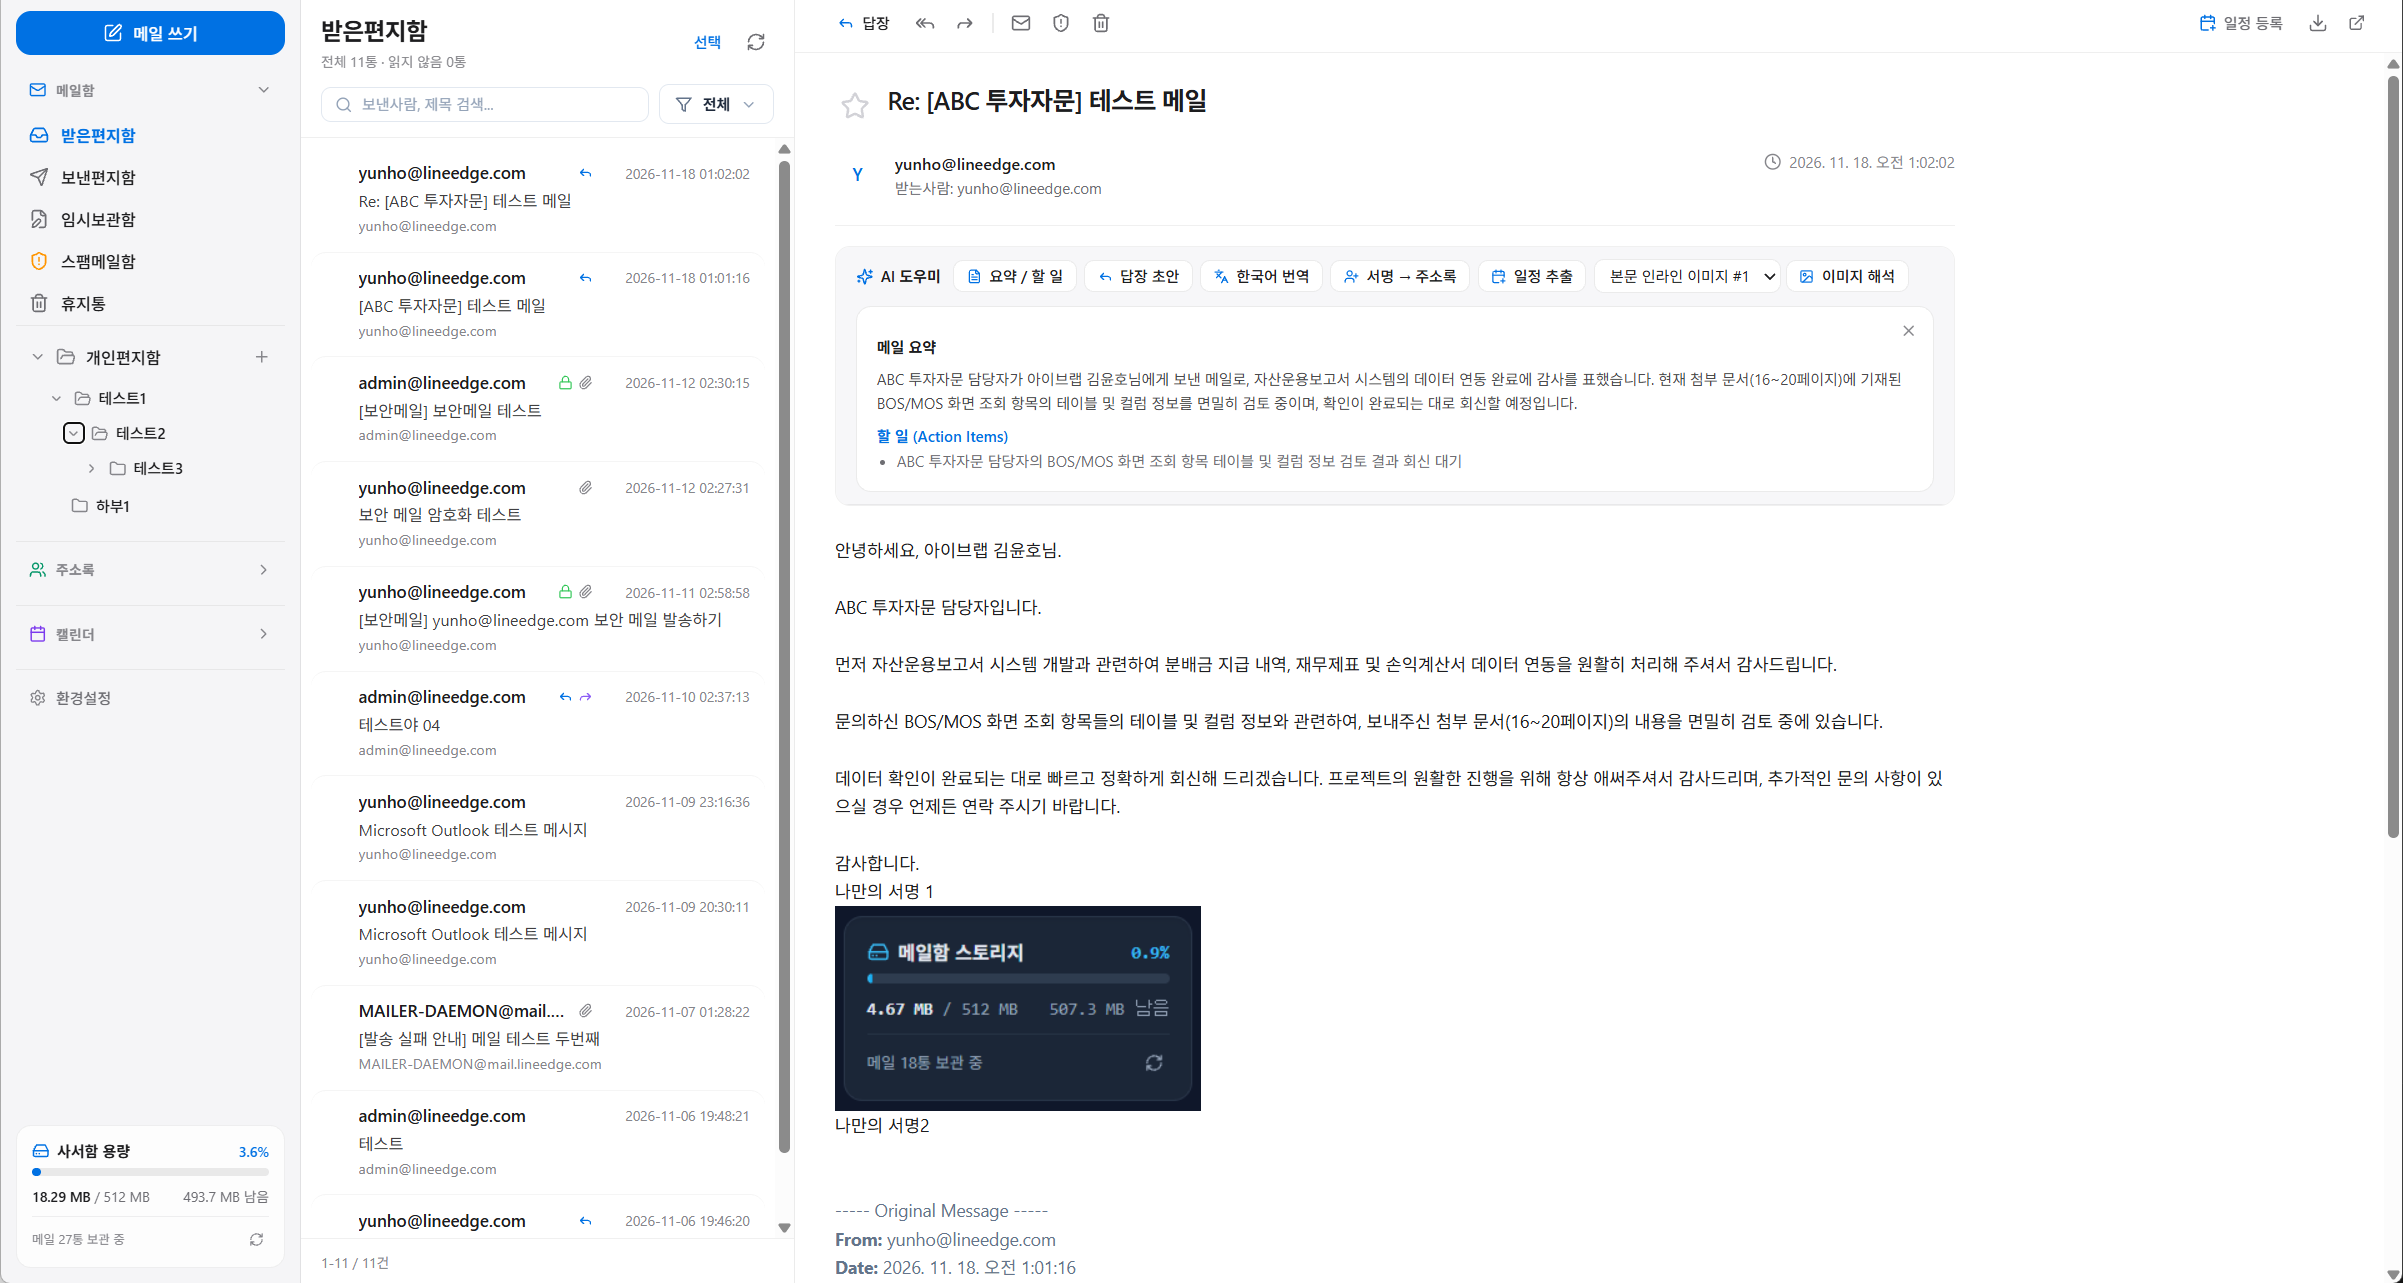 메일 쓰기
메일함
받은편지함
보낸편지함
임시보관함
스팸메일함
휴지통
개인편지함
테스트1
테스트2
테스트3
하부1
주소록
캘린더
환경설정
사서함 용량 3.6%
18.29 MB / 512 MB 493.7 MB 남음
메일 27통 보관 중
받은편지함
전체 11통 · 읽지 않음 0통
선택
보낸사람, 제목 검색...
전체
yunho@lineedge.com 2026-11-18 01:02:02
Re: [ABC 투자자문] 테스트 메일
yunho@lineedge.com
yunho@lineedge.com 2026-11-18 01:01:16
[ABC 투자자문] 테스트 메일
yunho@lineedge.com
admin@lineedge.com 2026-11-12 02:30:15
[보안메일] 보안메일 테스트
admin@lineedge.com
yunho@lineedge.com 2026-11-12 02:27:31
보안 메일 암호화 테스트
yunho@lineedge.com
yunho@lineedge.com 2026-11-11 02:58:58
[보안메일] yunho@lineedge.com 보안 메일 발송하기
yunho@lineedge.com
admin@lineedge.com 2026-11-10 02:37:13
테스트야 04
admin@lineedge.com
yunho@lineedge.com 2026-11-09 23:16:36
Microsoft Outlook 테스트 메시지
yunho@lineedge.com
yunho@lineedge.com 2026-11-09 20:30:11
Microsoft Outlook 테스트 메시지
yunho@lineedge.com
MAILER-DAEMON@mail.... 2026-11-07 01:28:22
[발송 실패 안내] 메일 테스트 두번째
MAILER-DAEMON@mail.lineedge.com
admin@lineedge.com 2026-11-06 19:48:21
테스트
admin@lineedge.com
yunho@lineedge.com 2026-11-06 19:46:20
1-11 / 11건
답장
일정 등록
Re: [ABC 투자자문] 테스트 메일
Y
yunho@lineedge.com
받는사람: yunho@lineedge.com
2026. 11. 18. 오전 1:02:02
AI 도우미 요약 / 할 일 답장 초안 한국어 번역 서명 → 주소록 일정 추출 본문 인라인 이미지 #1 이미지 해석
메일 요약
ABC 투자자문 담당자가 아이브랩 김윤호님에게 보낸 메일로, 자산운용보고서 시스템의 데이터 연동 완료에 감사를 표했습니다. 현재 첨부 문서(16~20페이지)에 기재된
BOS/MOS 화면 조회 항목의 테이블 및 컬럼 정보를 면밀히 검토 중이며, 확인이 완료되는 대로 회신할 예정입니다.
할 일 (Action Items)
• ABC 투자자문 담당자의 BOS/MOS 화면 조회 항목 테이블 및 컬럼 정보 검토 결과 회신 대기
안녕하세요, 아이브랩 김윤호님.
ABC 투자자문 담당자입니다.
먼저 자산운용보고서 시스템 개발과 관련하여 분배금 지급 내역, 재무제표 및 손익계산서 데이터 연동을 원활히 처리해 주셔서 감사드립니다.
문의하신 BOS/MOS 화면 조회 항목들의 테이블 및 컬럼 정보와 관련하여, 보내주신 첨부 문서(16~20페이지)의 내용을 면밀히 검토 중에 있습니다.
데이터 확인이 완료되는 대로 빠르고 정확하게 회신해 드리겠습니다. 프로젝트의 원활한 진행을 위해 항상 애써주셔서 감사드리며, 추가적인 문의 사항이 있
으실 경우 언제든 연락 주시기 바랍니다.
감사합니다.
나만의 서명 1
메일함 스토리지 0.9%
4.67 MB / 512 MB 507.3 MB 남음
메일 18통 보관 중
나만의 서명2
----- Original Message -----
From: yunho@lineedge.com
Date: 2026. 11. 18. 오전 1:01:16